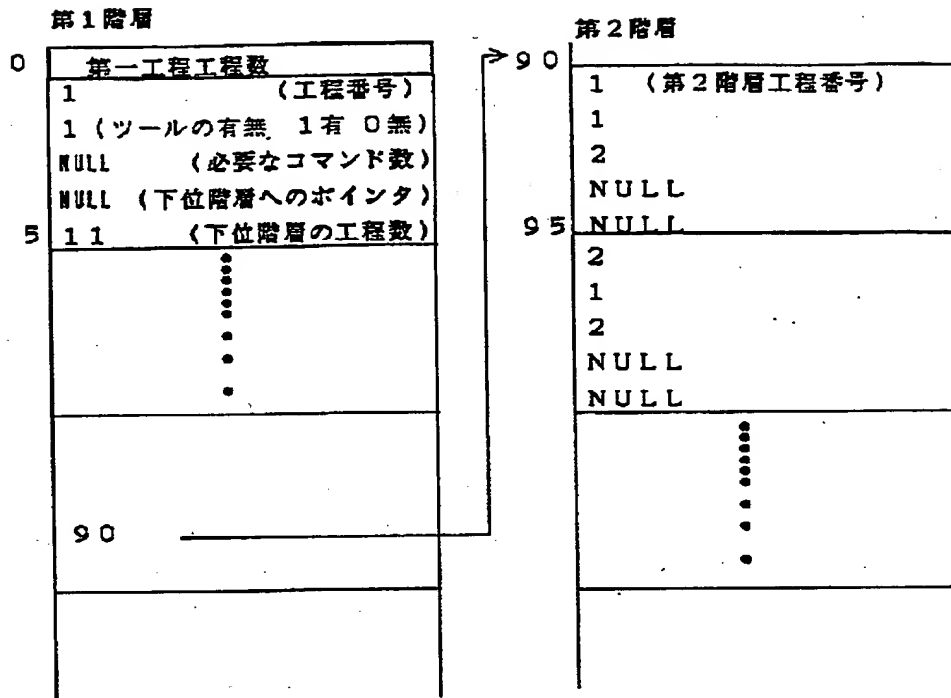 第1階層
0
第一工程工程数
1 (工程番号)
1 (ツールの有無 1有 0無)
NULL (必要なコマンド数)
NULL (下位階層へのポインタ)
5 11 (下位階層の工程数)
90
第2階層
90
1 (第2階層工程番号)
1
2
NULL
95 NULL
2
1
2
NULL
NULL